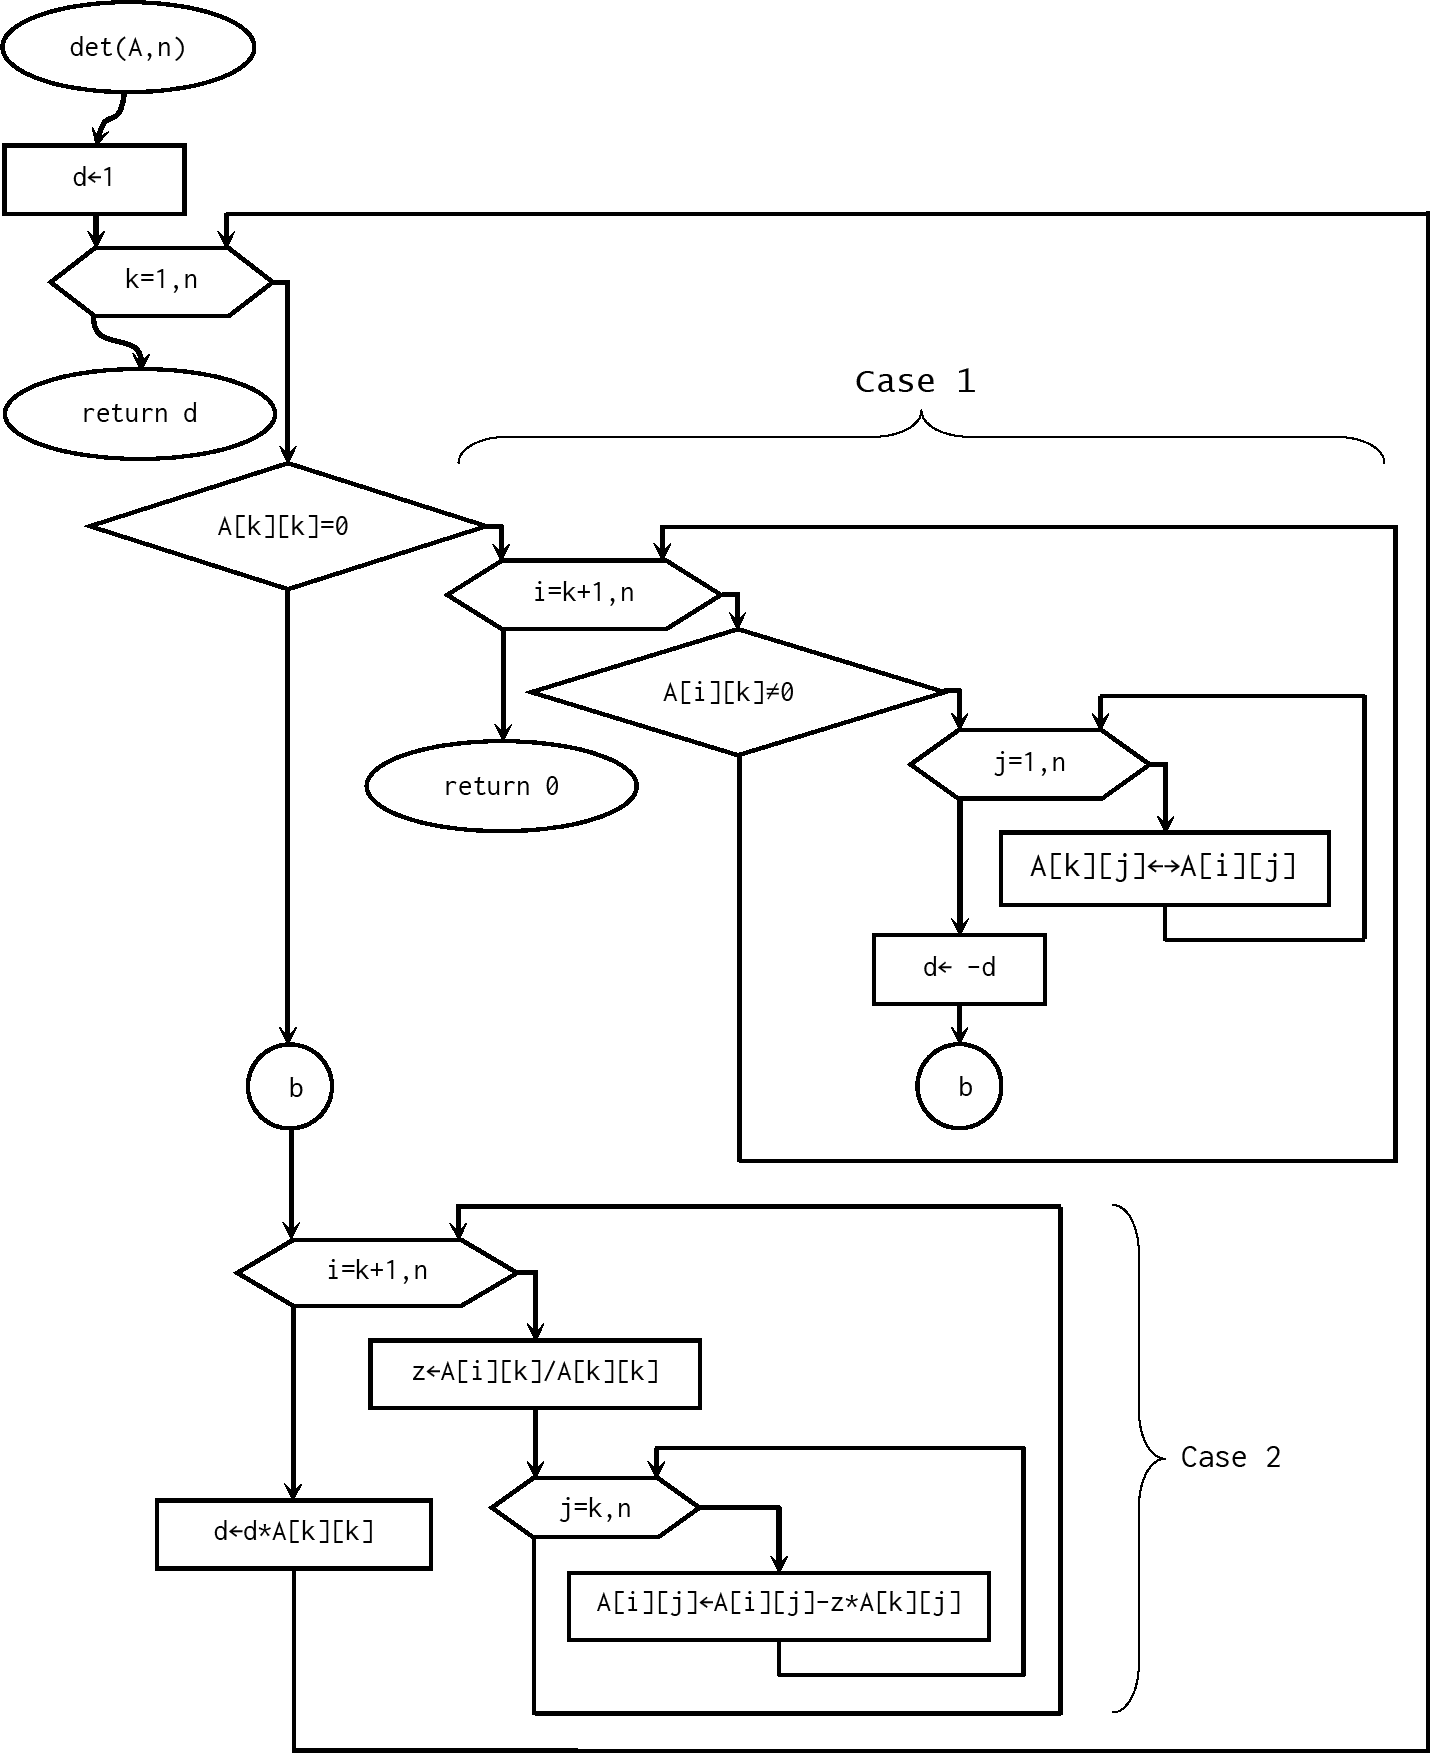 det(A,n)
d←1
k=1,n
return d
Case 1
A[k][k]=0
i=k+1,n
A[i][k]≠0
j=1,n
return 0
A[k][j]↔A[i][j]
d← -d
b
b
i=k+1,n
z←A[i][k]/A[k][k]
Case 2
j=k,n
d←d*A[k][k]
A[i][j]←A[i][j]-z*A[k][j]